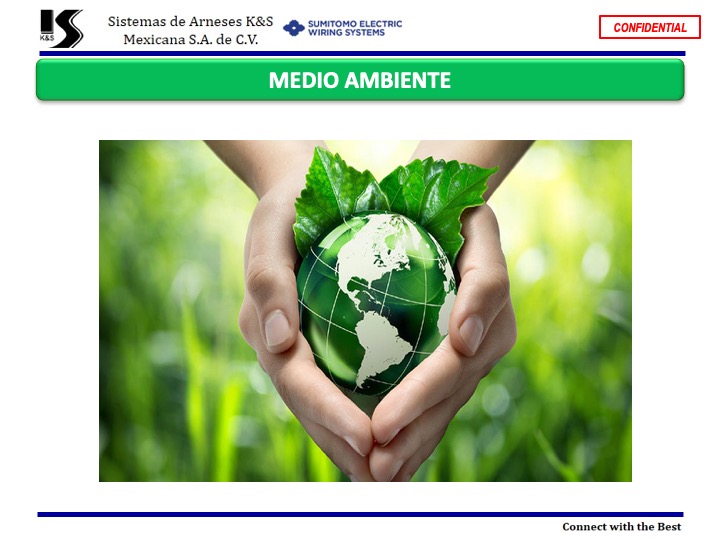 K&S
Sistemas de Arneses K&S
Mexicana S.A. de C.V.
SUMITOMO ELECTRIC
WIRING SYSTEMS
CONFIDENTIAL
MEDIO AMBIENTE
Connect with the Best